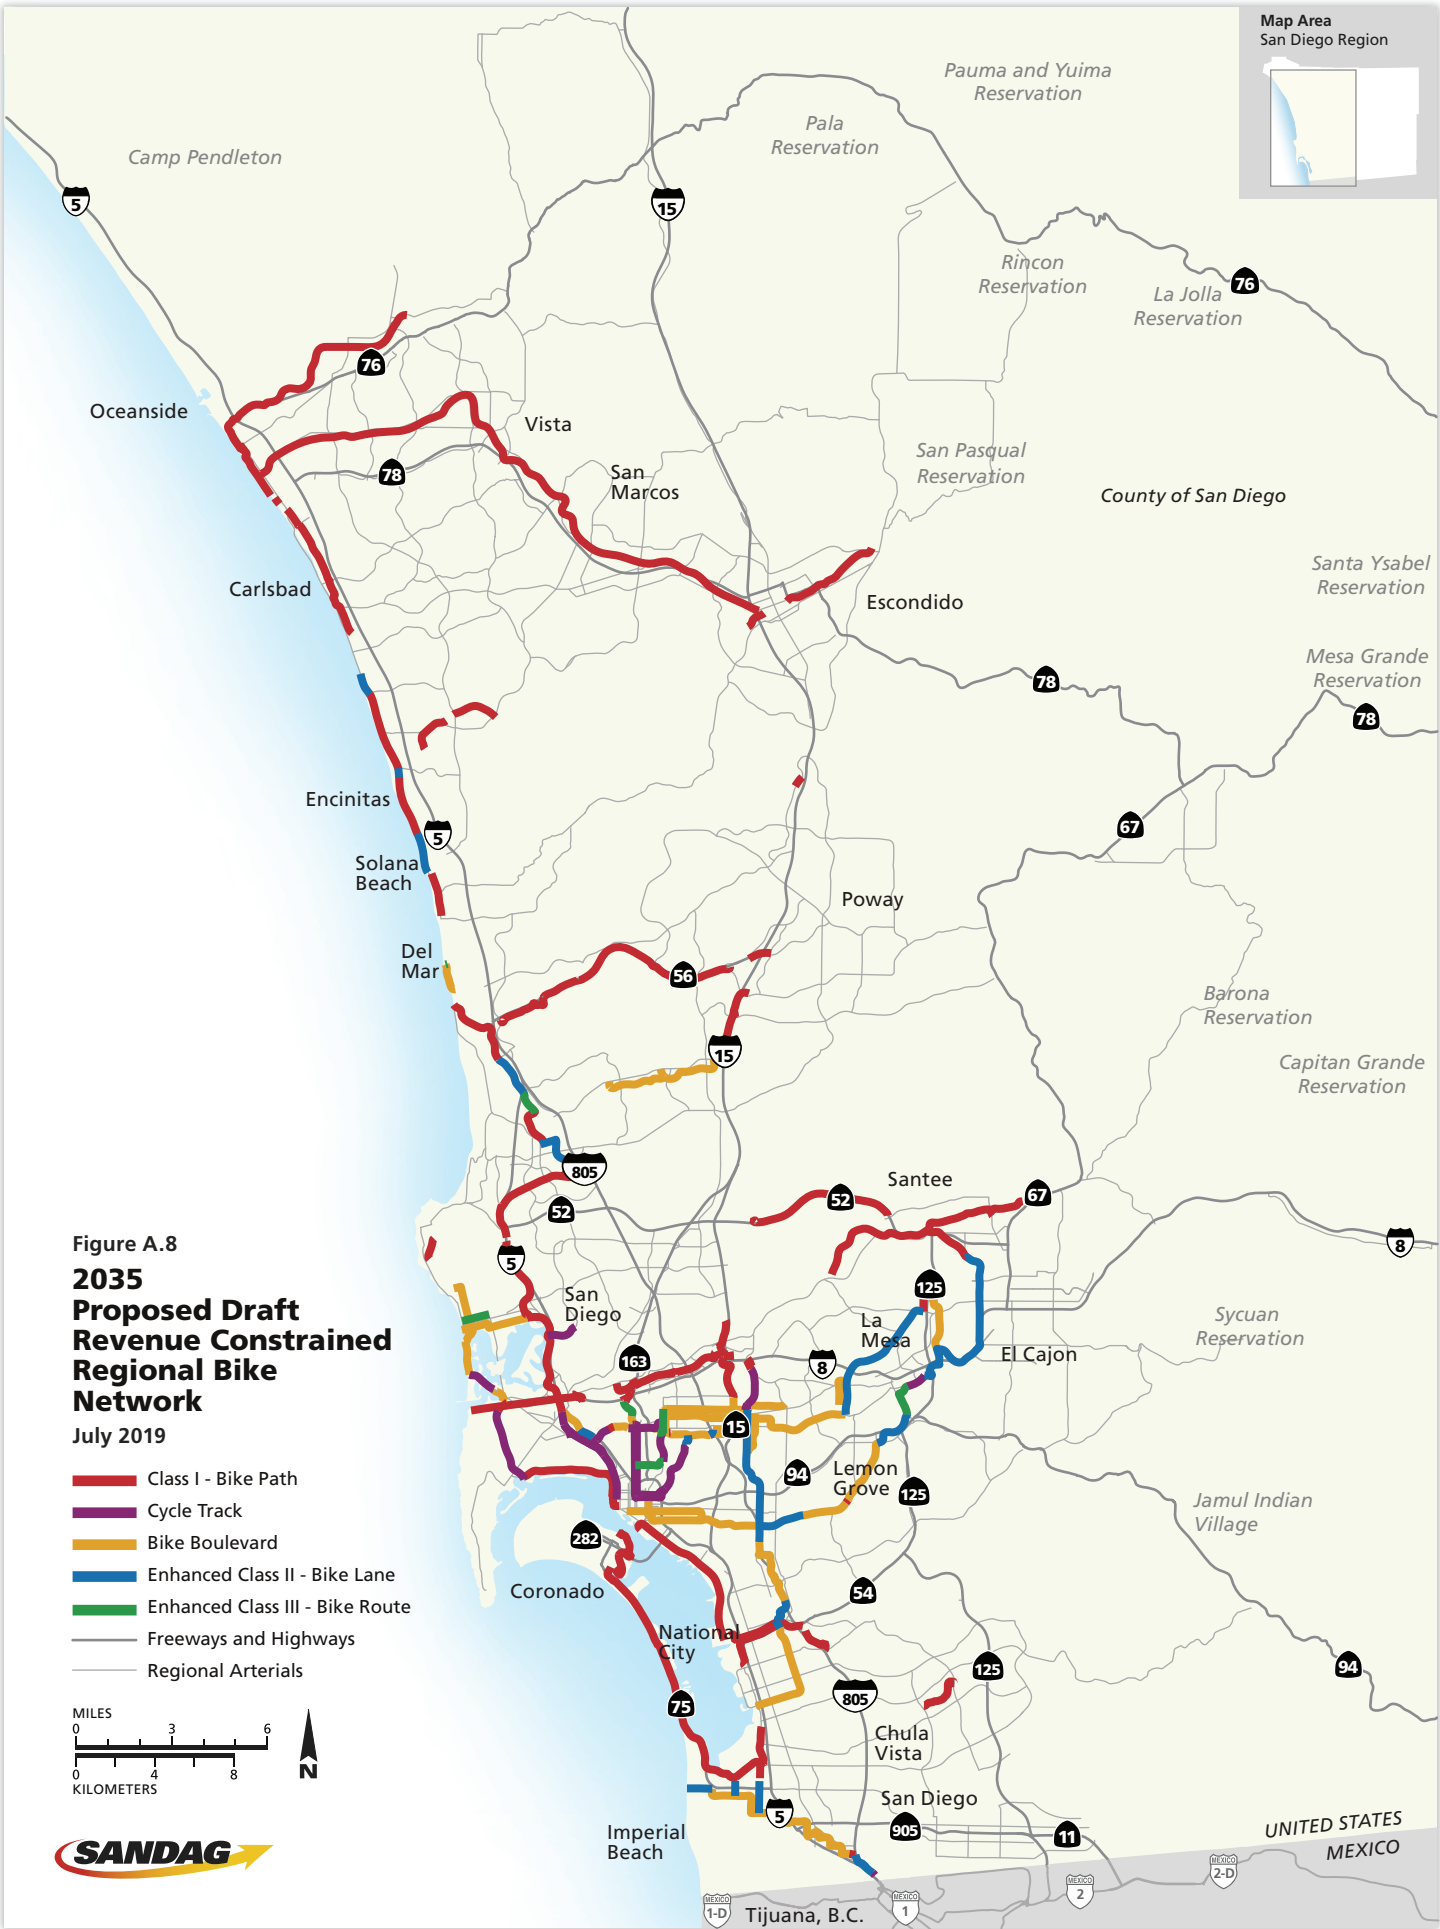 Map Area
San Diego Region
Pauma and Yuima
Reservation
Pala
Reservation
Camp Pendleton
5
15
Rincon
Reservation
76
La Jolla
Reservation
76
Oceanside
Vista
78
San
Marcos
San Pasqual
Reservation
County of San Diego
Santa Ysabel
Reservation
Carlsbad
Escondido
Mesa Grande
Reservation
78
78
Encinitas
5
67
Solana
Beach
Poway
Del
Mar
56
Barona
Reservation
15
Capitan Grande
Reservation
805
52
Santee
52
67
5
8
Figure A.8
2035
Proposed Draft
Revenue Constrained
Regional Bike
Network
July 2019
San
Diego
125
La
Mesa
Sycuan
Reservation
163
8
El Cajon
15
94
Lemon
Grove
125
Jamul Indian
Village
Class I - Bike Path
Cycle Track
Bike Boulevard
Enhanced Class II - Bike Lane
Enhanced Class III - Bike Route
Freeways and Highways
Regional Arterials
282
Coronado
54
National
City
125
94
75
805
MILES
0 3 6
0 4 8
KILOMETERS
N
Chula
Vista
San Diego
5
905
11
Imperial
Beach
UNITED STATES
MEXICO
SANDAG
MEXICO
1-D
Tijuana, B.C.
MEXICO
1
MEXICO
2
MEXICO
2-D